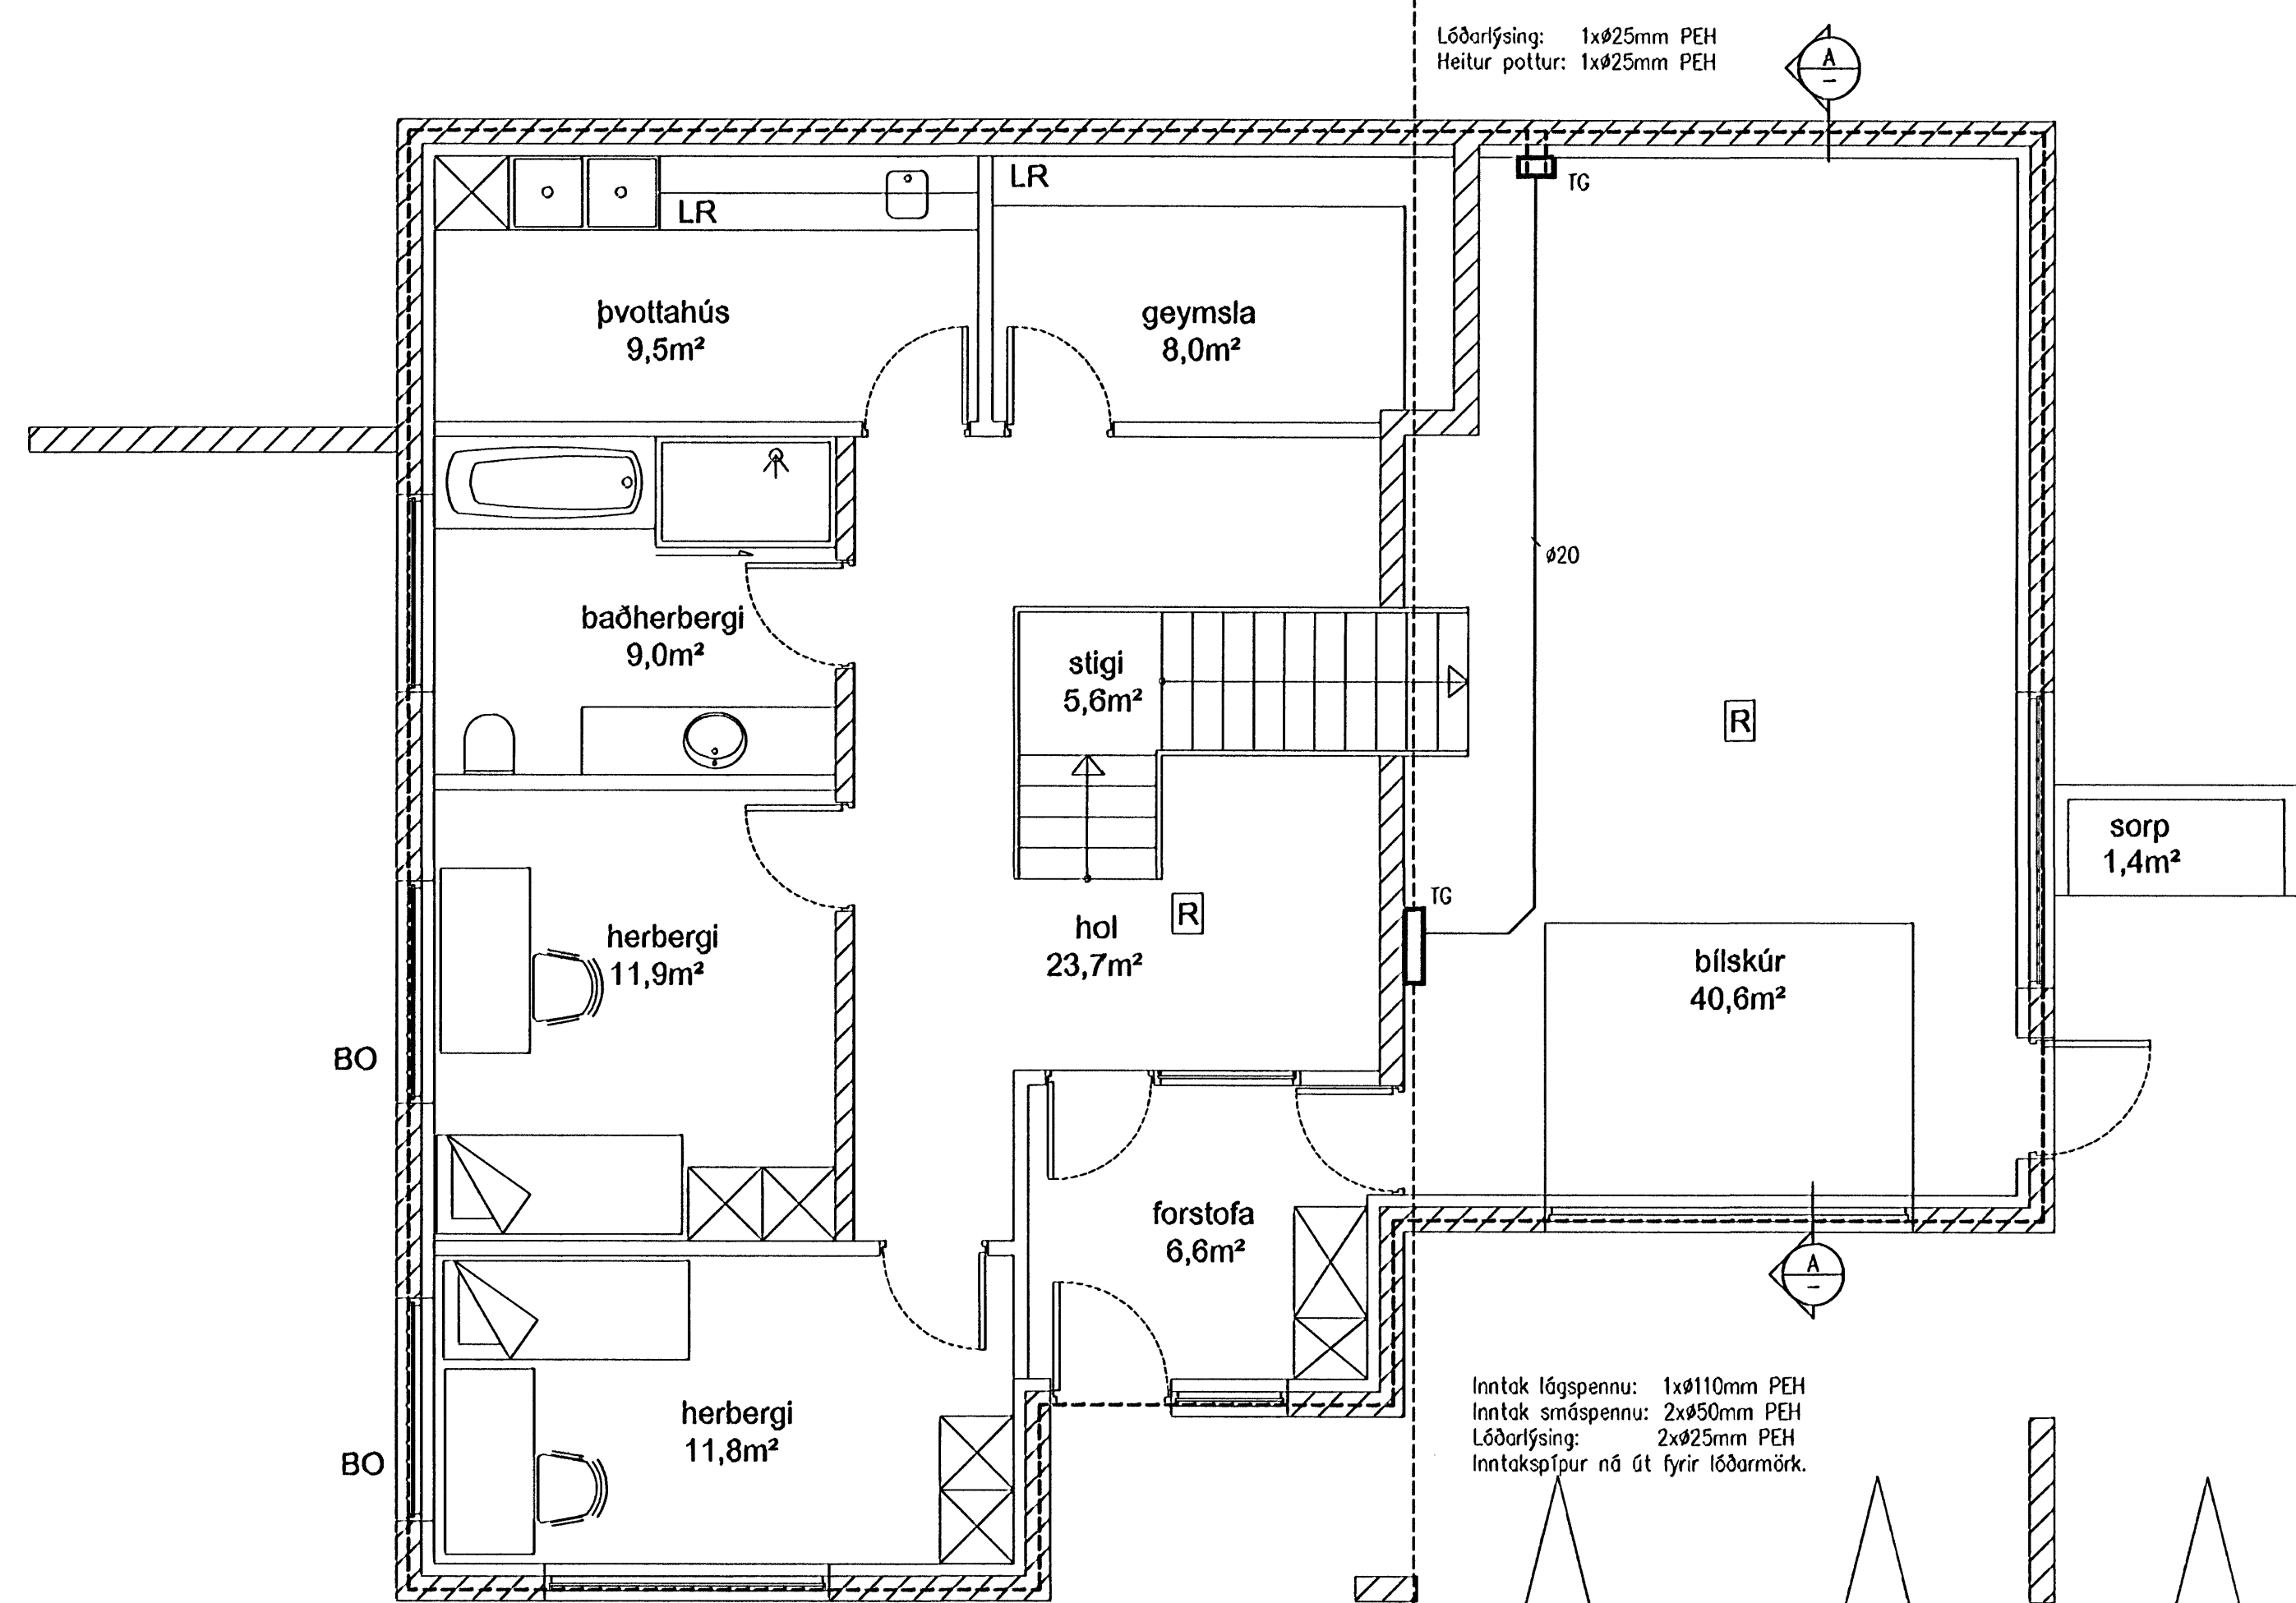 Lóðarlýsing: 1xø25mm PEH
Heitur pottur: 1xø25mm PEH
A
–
LR
LR
TG
þvottahús
9,5m²
geymsla
8,0m²
ø20
baðherbergi
9,0m²
stigi
5,6m²
R
sorp
1,4m²
TG
R
hol
23,7m²
herbergi
11,9m²
bílskúr
40,6m²
BO
forstofa
6,6m²
A
–
herbergi
11,8m²
BO
Inntak lágspennu: 1xø110mm PEH
Inntak smáspennu: 2xø50mm PEH
Lóðarlýsing: 2xø25mm PEH
Inntakspípur ná út fyrir lóðarmörk.